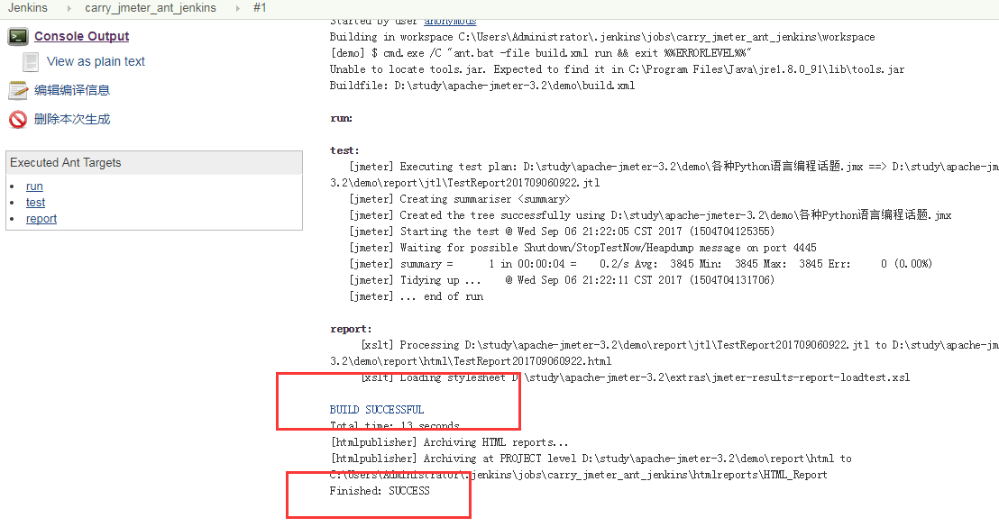 Jenkins carry_jmeter_ant_jenkins #1
Console Output
View as plain text
编辑编译信息
删除本次生成
Executed Ant Targets
run
test
report
Started by user anonymous
Building in workspace C:\Users\Administrator\.jenkins\jobs\carry_jmeter_ant_jenkins\workspace
[demo] $ cmd.exe /C "ant.bat -file build.xml run && exit %%ERRORLEVEL%%"
Unable to locate tools.jar. Expected to find it in C:\Program Files\Java\jre1.8.0_91\lib\tools.jar
Buildfile: D:\study\apache-jmeter-3.2\demo\build.xml
run:
test:
[jmeter] Executing test plan: D:\study\apache-jmeter-3.2\demo\各种Python语言编程话题.jmx ==> D:\study\apache-jm
3.2\demo\report\jtl\TestReport201709060922.jtl
[jmeter] Creating summariser <summary>
[jmeter] Created the tree successfully using D:\study\apache-jmeter-3.2\demo\各种Python语言编程话题.jmx
[jmeter] Starting the test @ Wed Sep 06 21:22:05 CST 2017 (1504704125355)
[jmeter] Waiting for possible Shutdown/StopTestNow/Heapdump message on port 4445
[jmeter] summary = 1 in 00:00:04 = 0.2/s Avg: 3845 Min: 3845 Max: 3845 Err: 0 (0.00%)
[jmeter] Tidying up ... @ Wed Sep 06 21:22:11 CST 2017 (1504704131706)
[jmeter] ... end of run
report:
[xslt] Processing D:\study\apache-jmeter-3.2\demo\report\jtl\TestReport201709060922.jtl to D:\study\apache-jm
3.2\demo\report\html\TestReport201709060922.html
[xslt] Loading stylesheet D:\study\apache-jmeter-3.2\extras\jmeter-results-report-loadtest.xsl
BUILD SUCCESSFUL
Total time: 13 seconds
[htmlpublisher] Archiving HTML reports...
[htmlpublisher] Archiving at PROJECT level D:\study\apache-jmeter-3.2\demo\report\html to
C:\Users\Administrator\.jenkins\jobs\carry_jmeter_ant_jenkins\htmlreports\HTML_Report
Finished: SUCCESS